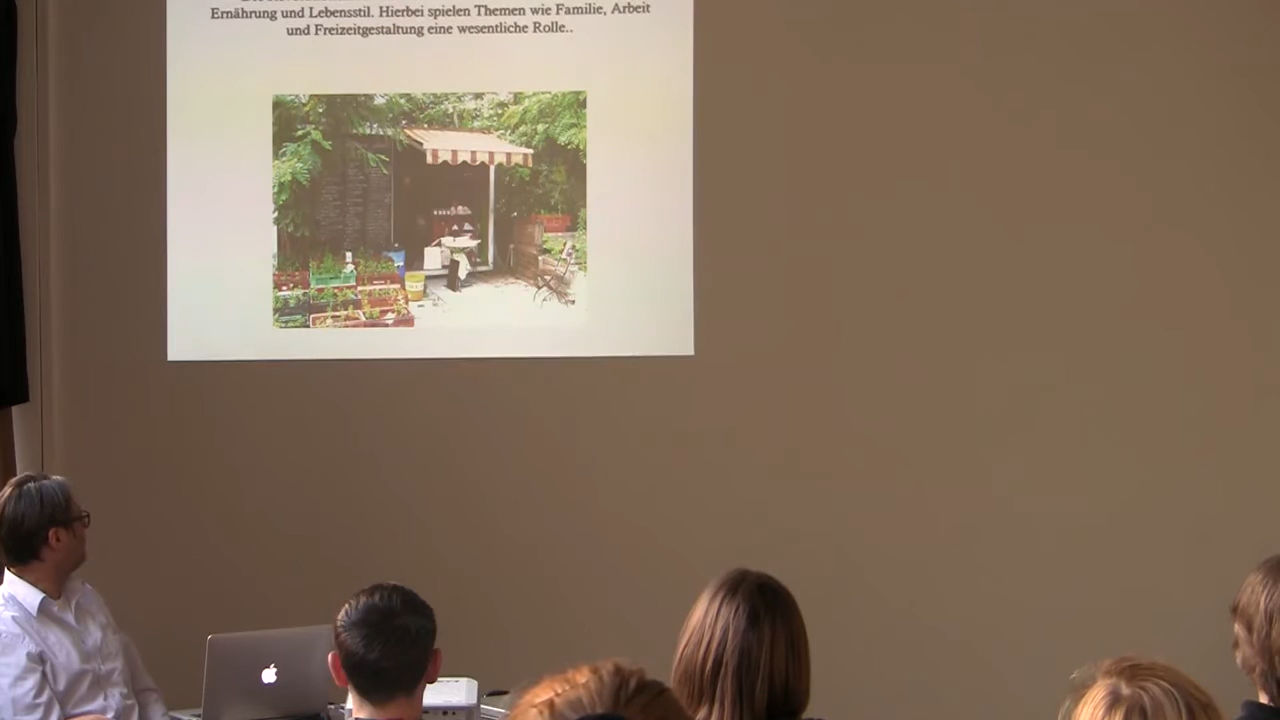 Ernährung und Lebensstil. Hierbei spielen Themen wie Familie, Arbeit
und Freizeitgestaltung eine wesentliche Rolle..